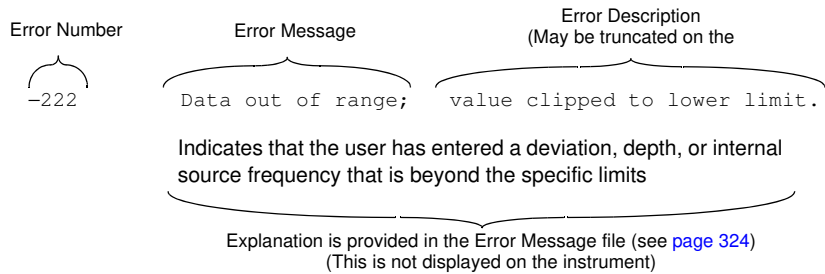 Error Number
Error Message
Error Description
(May be truncated on the
−222
Data out of range;
value clipped to lower limit.
Indicates that the user has entered a deviation, depth, or internal
source frequency that is beyond the specific limits
Explanation is provided in the Error Message file (see page 324)
(This is not displayed on the instrument)